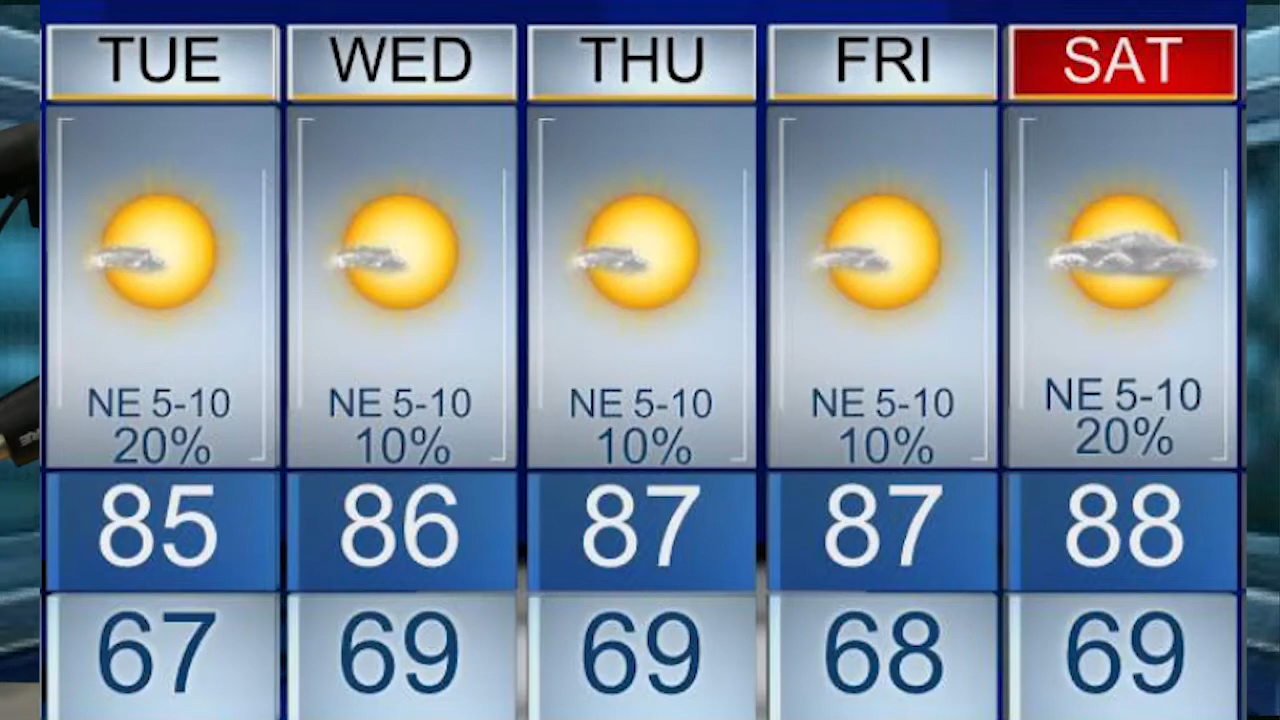 TUE WED THU FRI SAT
NE 5-10 NE 5-10 NE 5-10 NE 5-10 NE 5-10
20% 10% 10% 10% 20%
85 86 87 87 88
67 69 69 68 69